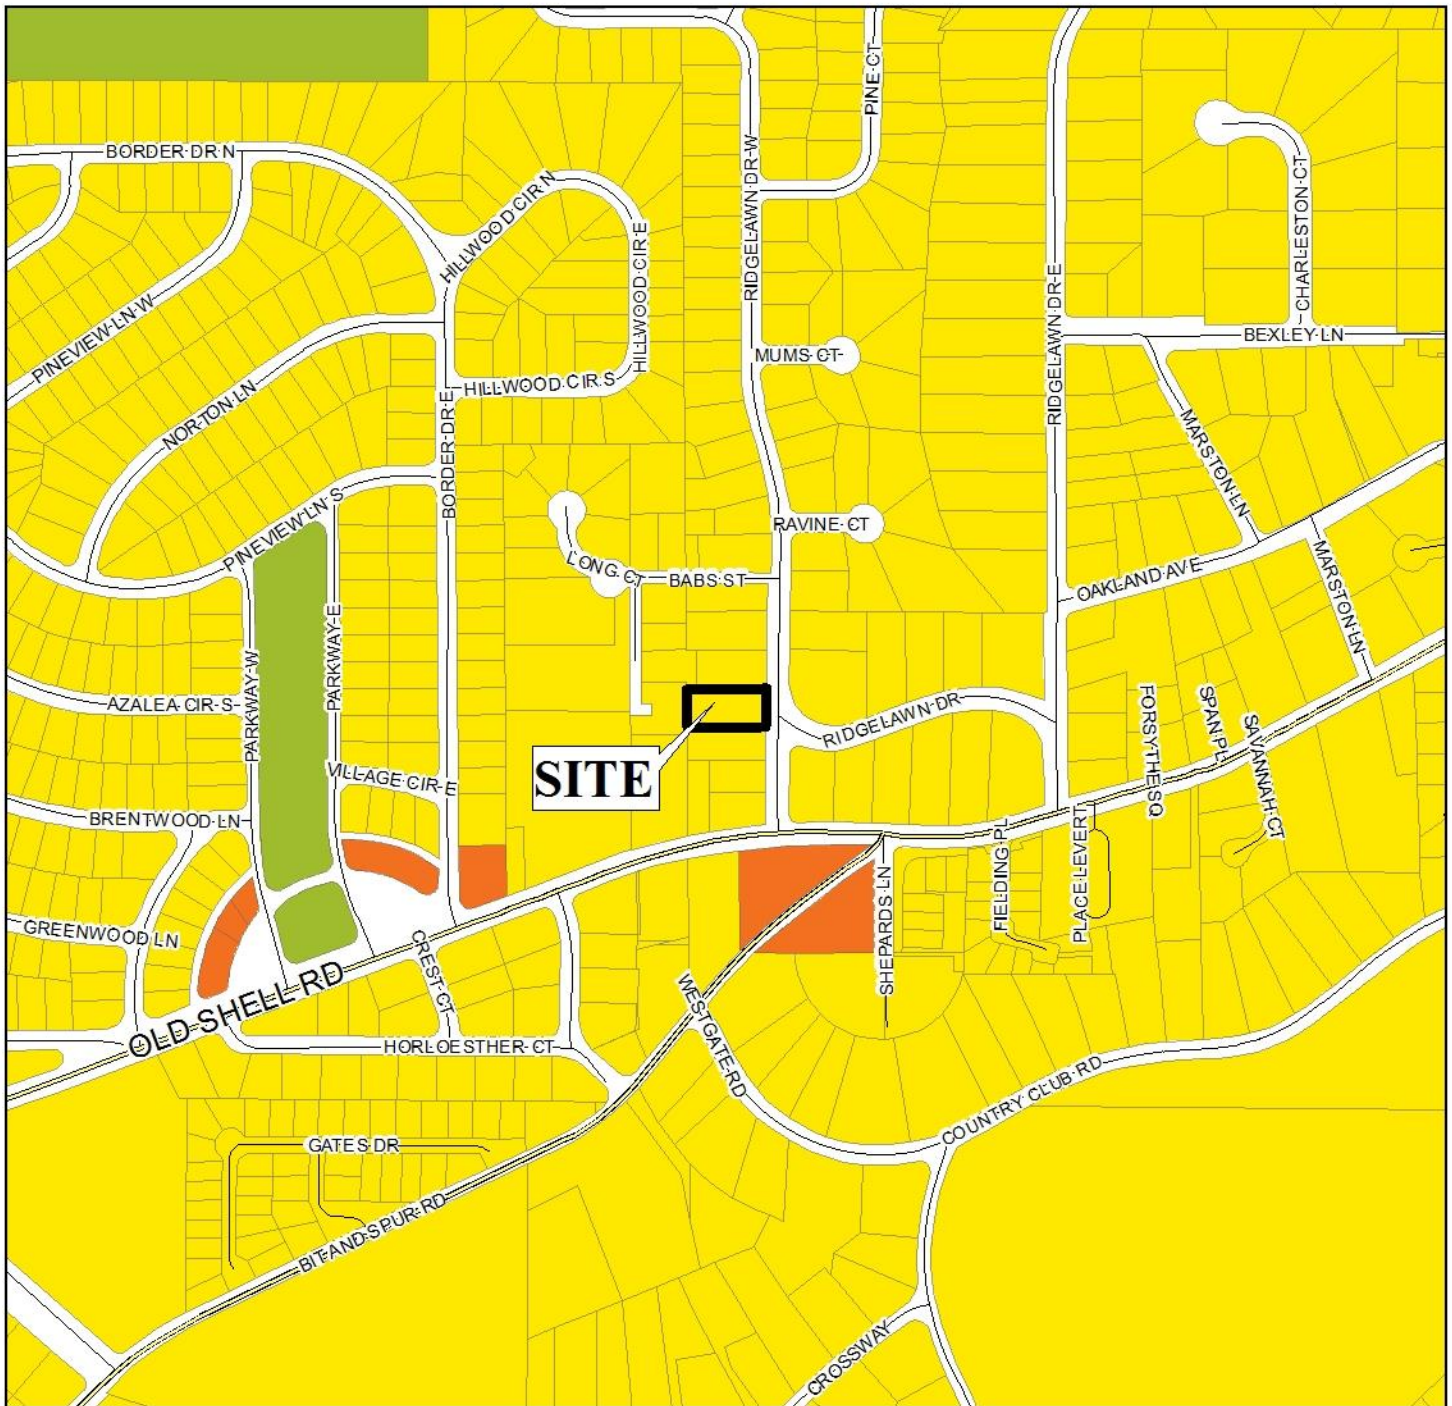 PINE CT
BORDER DR N
RIDGELAWN DR W
CHARLESTON CT
HILLWOOD CIR N
HILLWOOD CIR E
PINEVIEW LN W
RIDGELAWN DR E
BEXLEY LN
MUMS CT
HILLWOOD CIR S
NORTON LN
BORDER DR E
MARSTON LN
PINEVIEW LN S
RAVINE CT
LONG CT
BABS ST
OAKLAND AVE
MARSTON LN
PARKWAY E
PARKWAY W
AZALEA CIR S
RIDGELAWN DR
FORSYTHE SQ
SPAN PL
SAVANNAH CT
SITE
VILLAGE CIR E
BRENTWOOD LN
FIELDING PL
PLACE LEVERT
SHEPARDS LN
GREENWOOD LN
CREST CT
OLD SHELL RD
WESTGATE RD
HORLOESTHER CT
COUNTRY CLUB RD
GATES DR
BIT AND SPUR RD
CROSSWAY